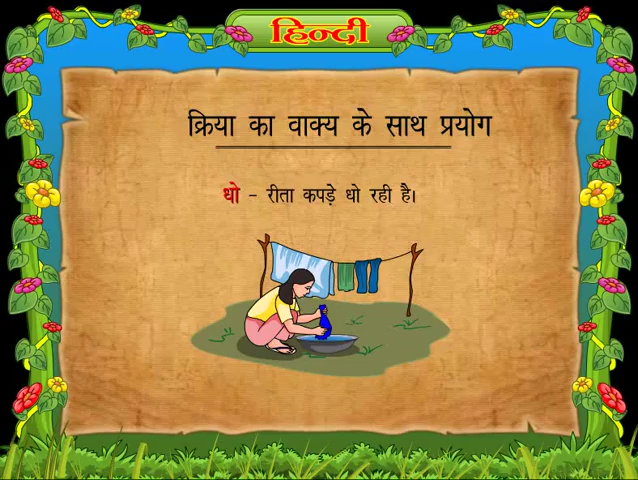 हिन्दी
क्रिया का वाक्य के साथ प्रयोग
धो - रीता कपड़े धो रही है।